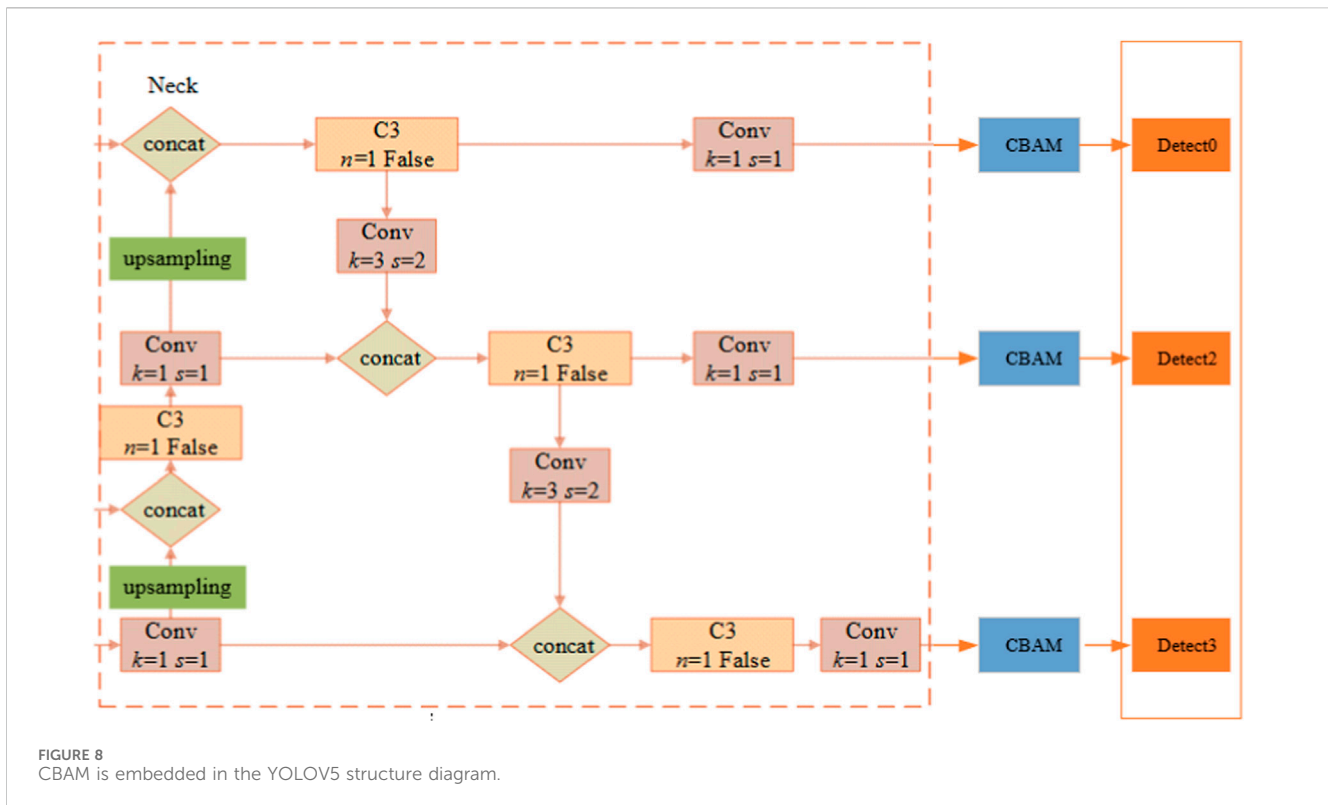 Neck
concat
C3
n=1 False
Conv
k=1 s=1
CBAM
Detect0
upsampling
Conv
k=3 s=2
Conv
k=1 s=1
concat
C3
n=1 False
Conv
k=1 s=1
CBAM
Detect2
C3
n=1 False
Conv
k=3 s=2
concat
upsampling
Conv
k=1 s=1
concat
C3
n=1 False
Conv
k=1 s=1
CBAM
Detect3
FIGURE 8
CBAM is embedded in the YOLOV5 structure diagram.